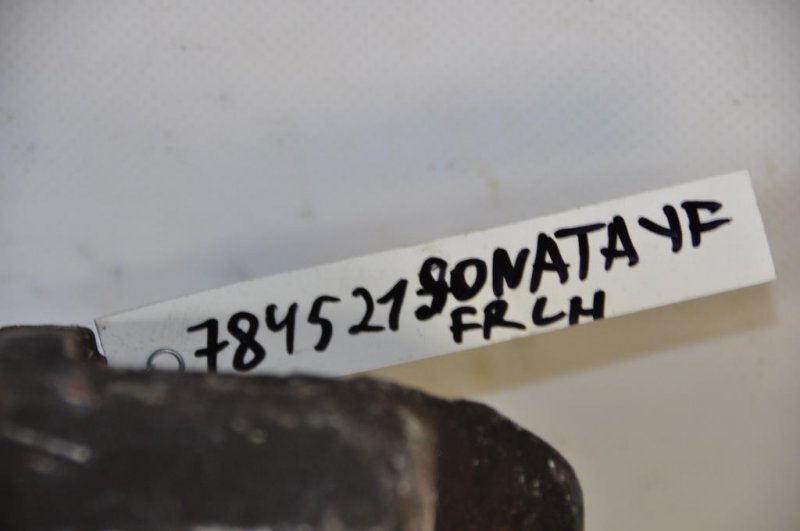 784521 SONATA YF
FR LH